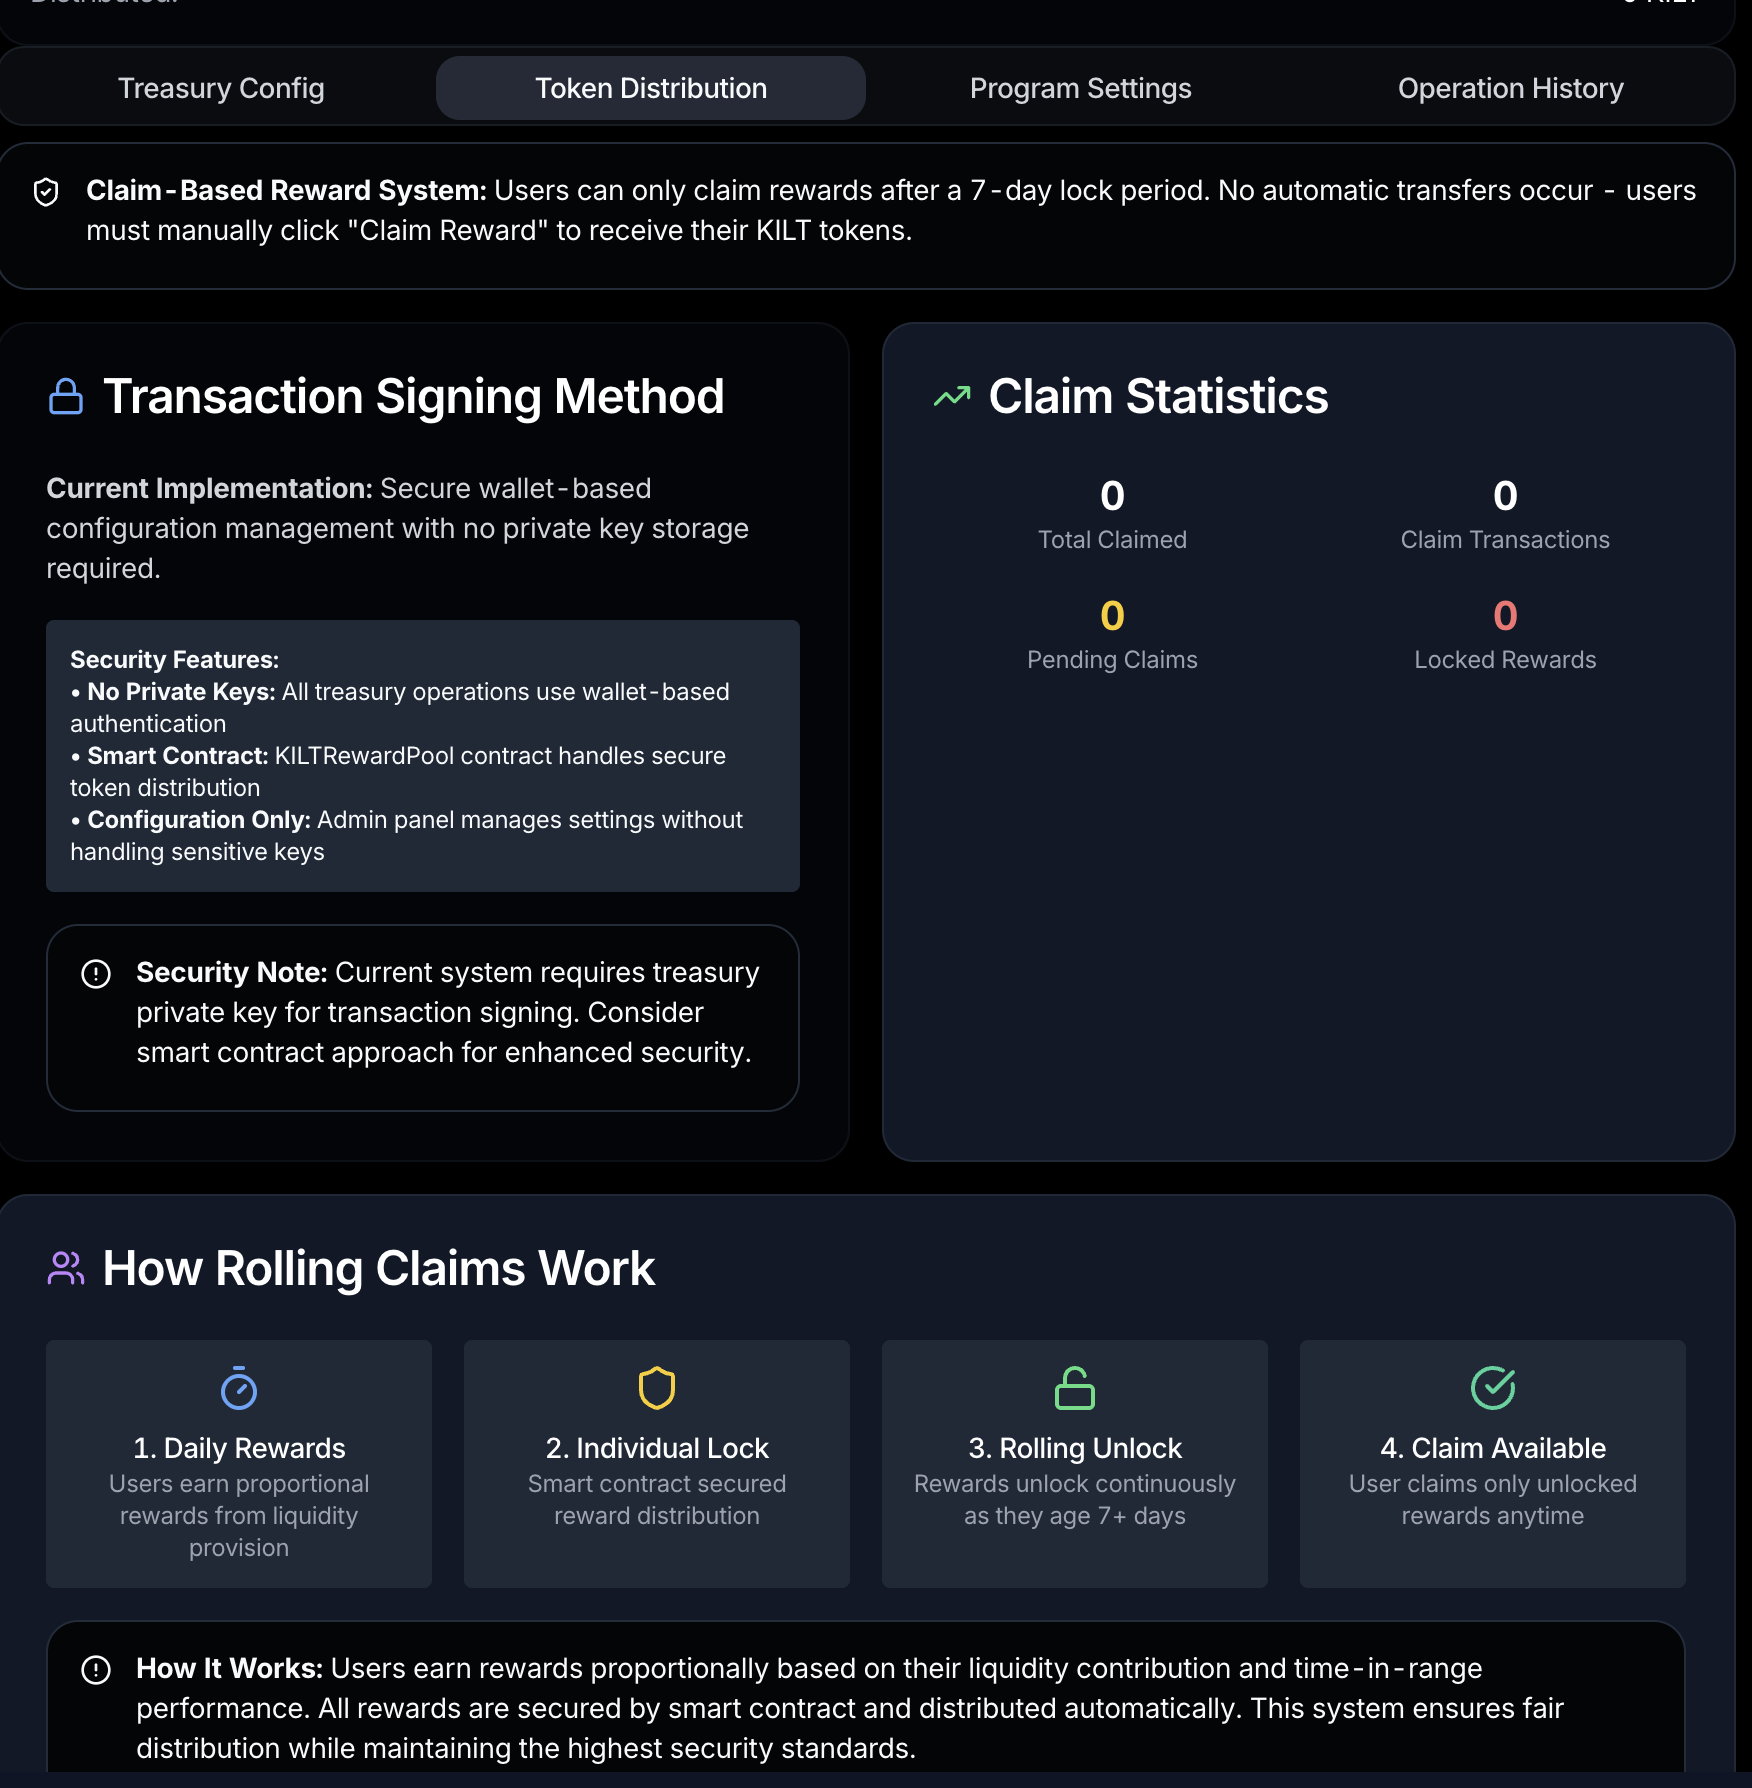 Distributed:
Treasury Config
Token Distribution
Program Settings
Operation History
Claim-Based Reward System: Users can only claim rewards after a 7-day lock period. No automatic transfers occur - users
must manually click "Claim Reward" to receive their KILT tokens.
Transaction Signing Method
Current Implementation: Secure wallet-based
configuration management with no private key storage
required.
Security Features:
• No Private Keys: All treasury operations use wallet-based
authentication
• Smart Contract: KILTRewardPool contract handles secure
token distribution
• Configuration Only: Admin panel manages settings without
handling sensitive keys
Security Note: Current system requires treasury
private key for transaction signing. Consider
smart contract approach for enhanced security.
Claim Statistics
0
Total Claimed
0
Claim Transactions
0
Pending Claims
0
Locked Rewards
How Rolling Claims Work
1. Daily Rewards
Users earn proportional
rewards from liquidity
provision
2. Individual Lock
Smart contract secured
reward distribution
3. Rolling Unlock
Rewards unlock continuously
as they age 7+ days
4. Claim Available
User claims only unlocked
rewards anytime
How It Works: Users earn rewards proportionally based on their liquidity contribution and time-in-range
performance. All rewards are secured by smart contract and distributed automatically. This system ensures fair
distribution while maintaining the highest security standards.